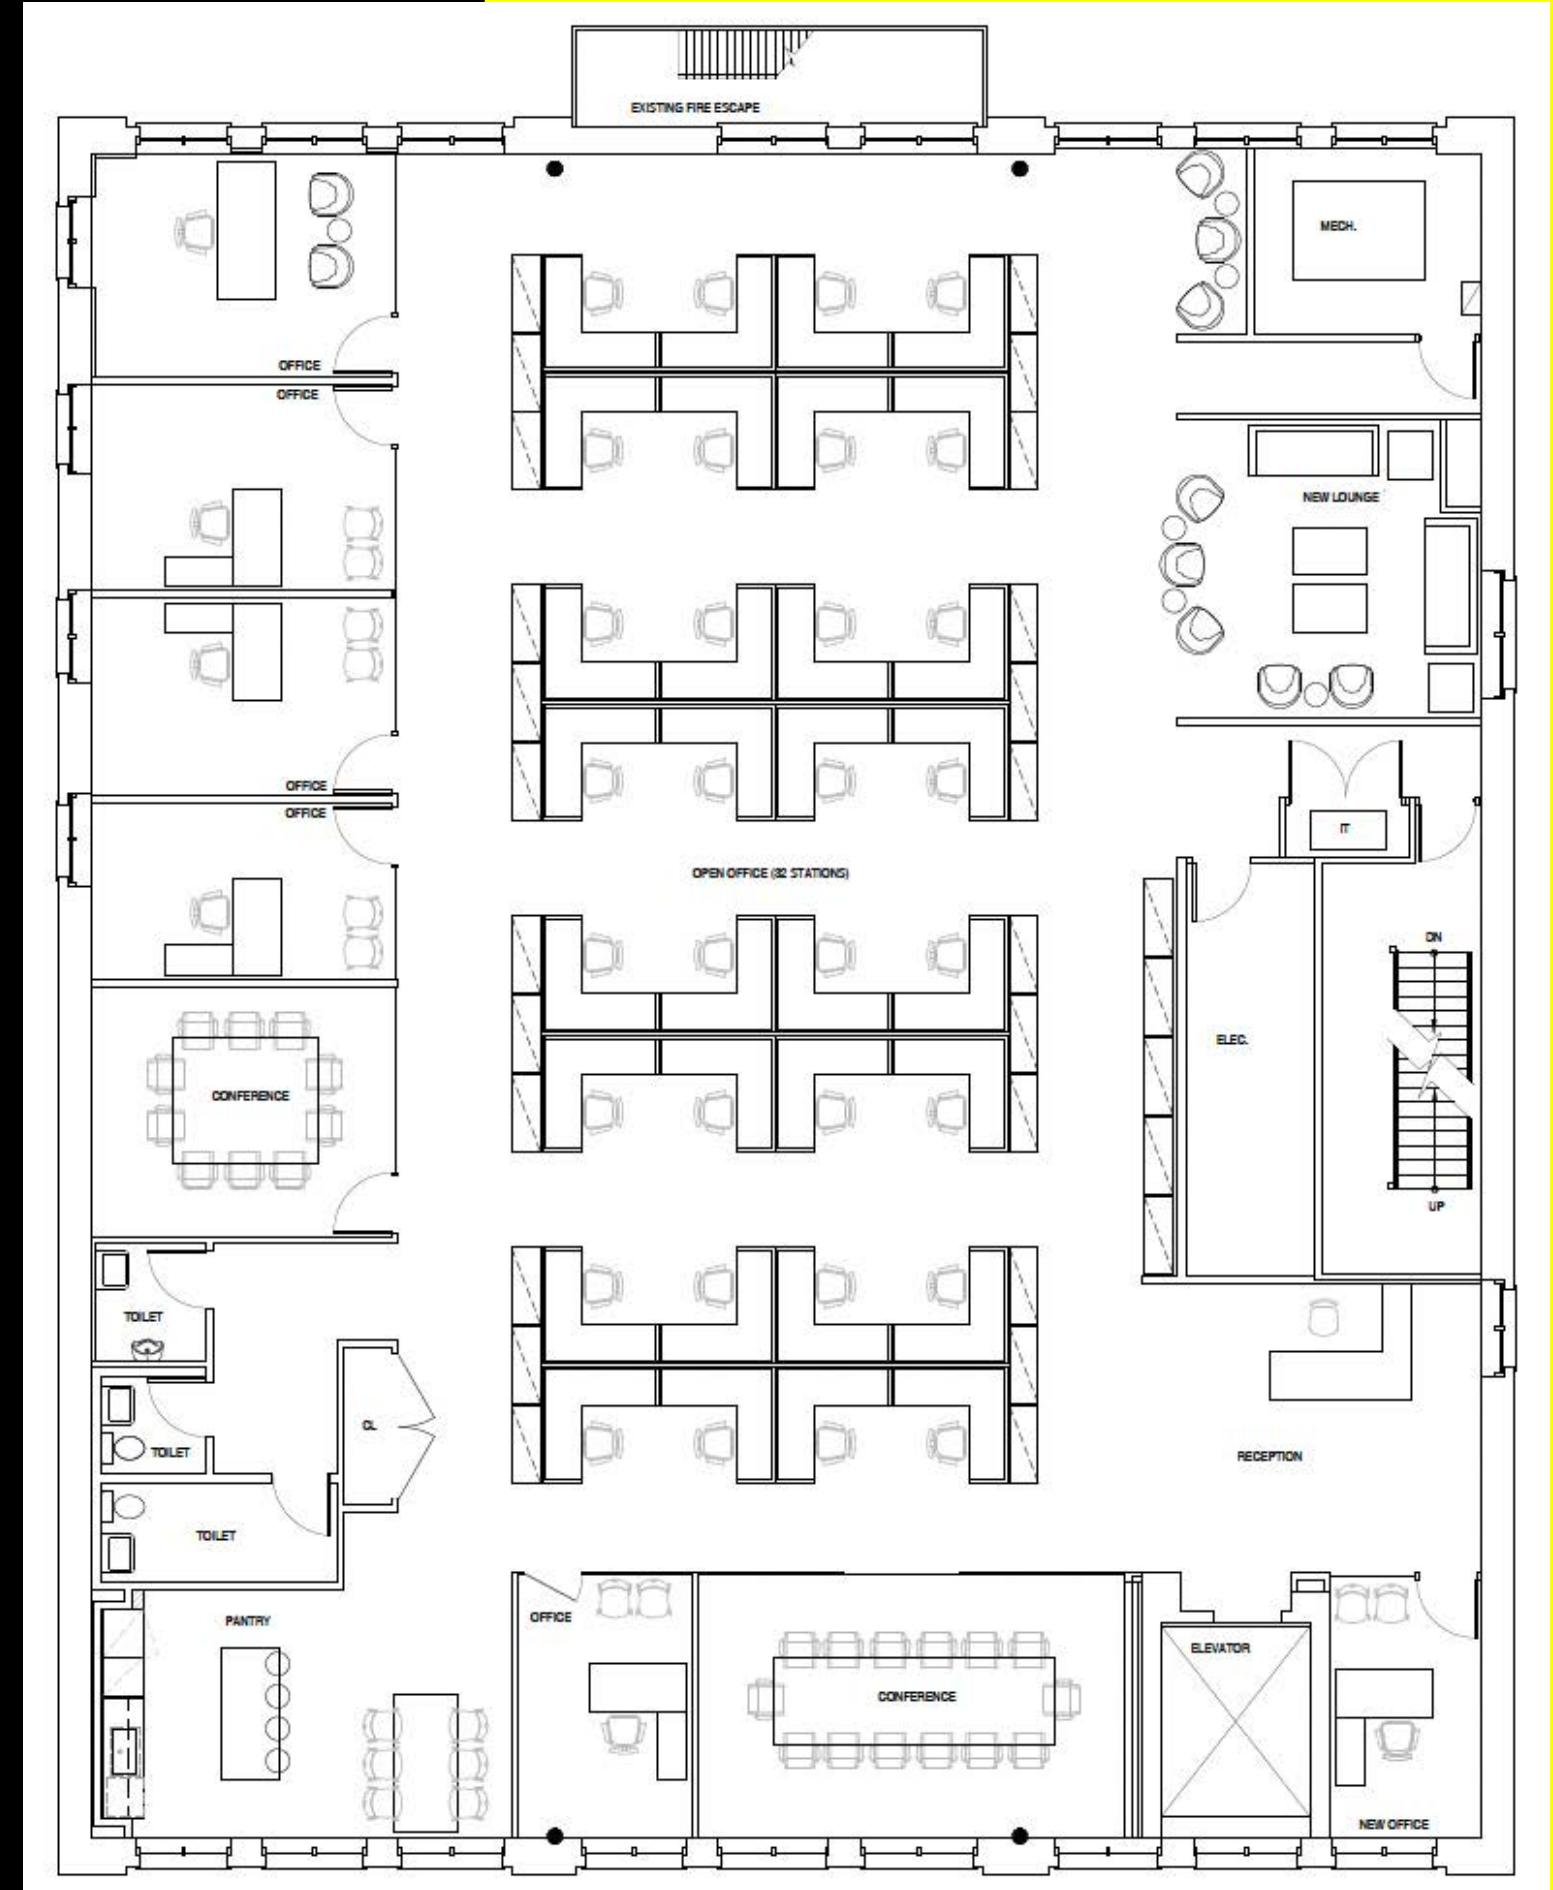 EXISTING FIRE ESCAPE
MECH.
OFFICE
OFFICE
NEW LOUNGE
OFFICE
OFFICE
IT
OPEN OFFICE (32 STATIONS)
DN
ELEC.
CONFERENCE
UP
TOILET
CL
TOILET
RECEPTION
TOILET
OFFICE
PANTRY
ELEVATOR
CONFERENCE
NEW OFFICE